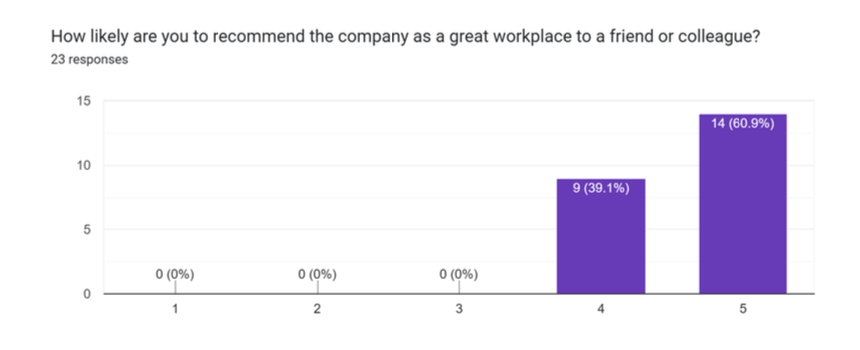 How likely are you to recommend the company as a great workplace to a friend or colleague?
23 responses
15
14 (60.9%)
10
9 (39.1%)
5
0 (0%) 0 (0%) 0 (0%)
0
1 2 3 4 5